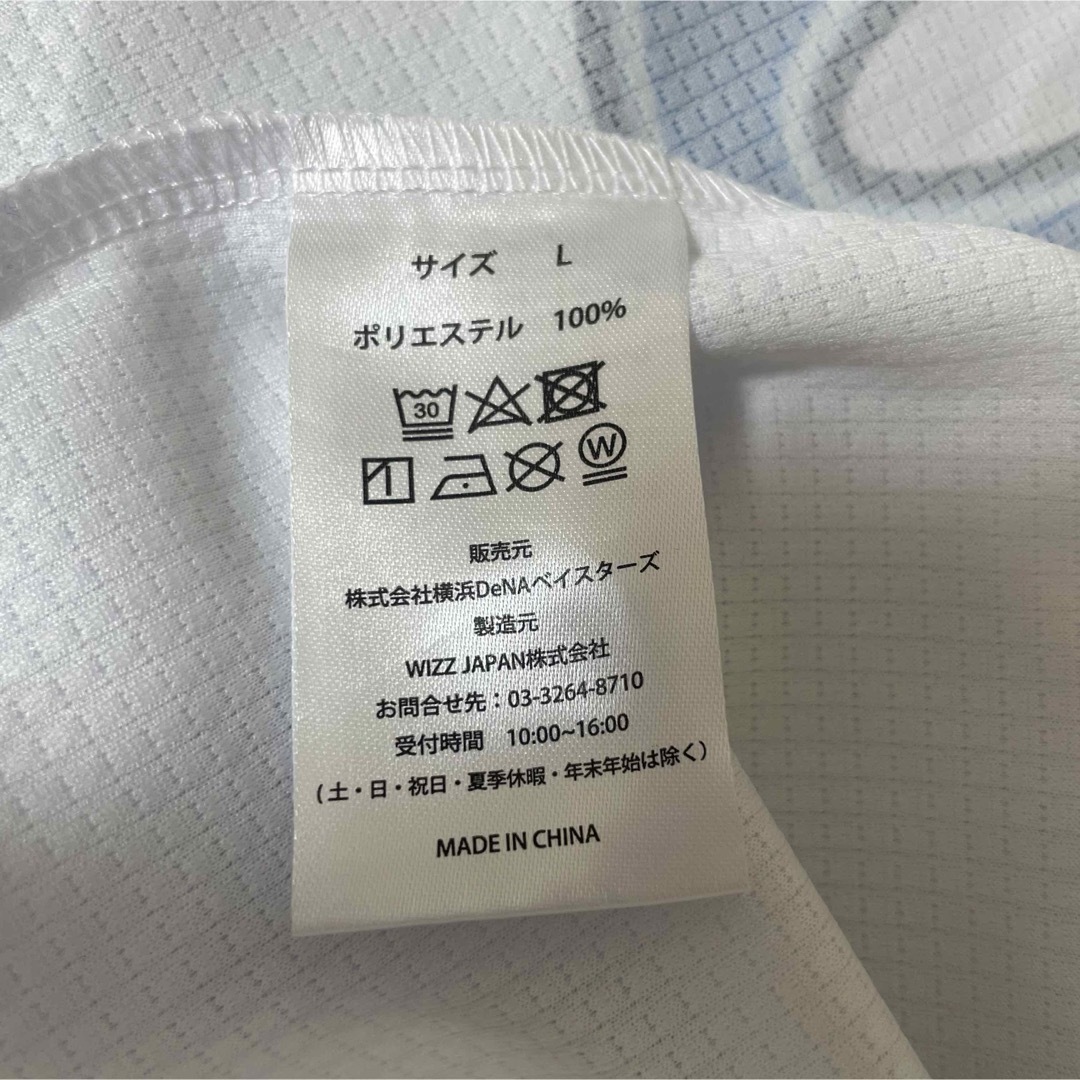 サイズ L
ポリエステル 100%
30
W
販売元
株式会社横浜DeNAベイスターズ
製造元
WIZZ JAPAN株式会社
お問合せ先：03-3264-8710
受付時間 10:00~16:00
(土・日・祝日・夏季休暇・年末年始は除く)
MADE IN CHINA